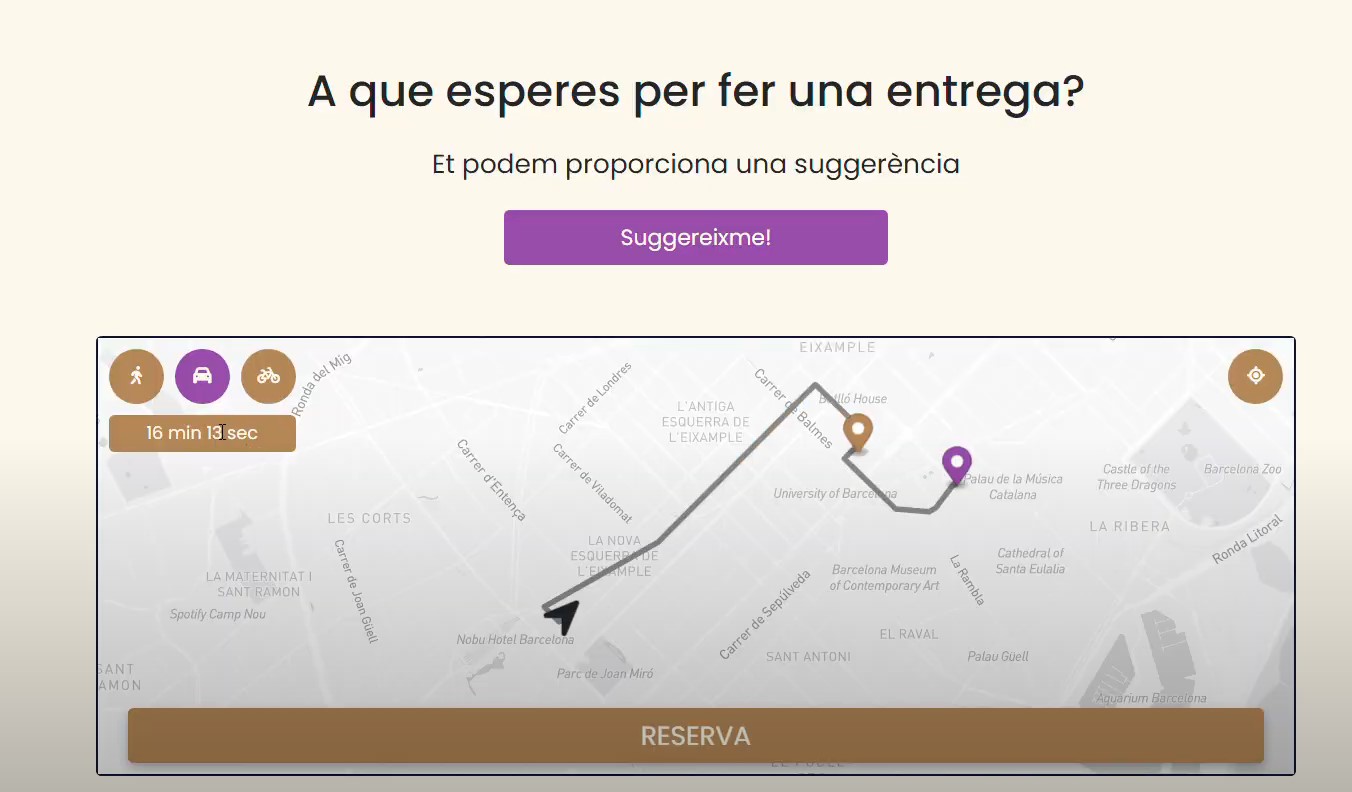 A que esperes per fer una entrega?
Et podem proporciona una suggerència
Suggereixme!
16 min 13 sec
Ronda del Mig
Carrer de Londres
EIXAMPLE
Carrer de Balmes
Batlló House
L'ANTIGA
ESQUERRA DE
L'EIXAMPLE
Carrer d'Entença
Carrer de Viladomat
University of Barcelona
Palau de la Música
Catalana
Castle of the
Three Dragons
Barcelona Zoo
LES CORTS
LA RIBERA
Ronda Litoral
LA NOVA
ESQUERRA DE
L'EIXAMPLE
Carrer de Joan Güell
LA MATERNITAT I
SANT RAMON
Spotify Camp Nou
Barcelona Museum
of Contemporary Art
La Rambla
Cathedral of
Santa Eulalia
Carrer de Sepúlveda
Nobu Hotel Barcelona
Parc de Joan Miró
EL RAVAL
SANT ANTONI
Palau Güell
SANT
AMON
Aquarium Barcelona
RESERVA